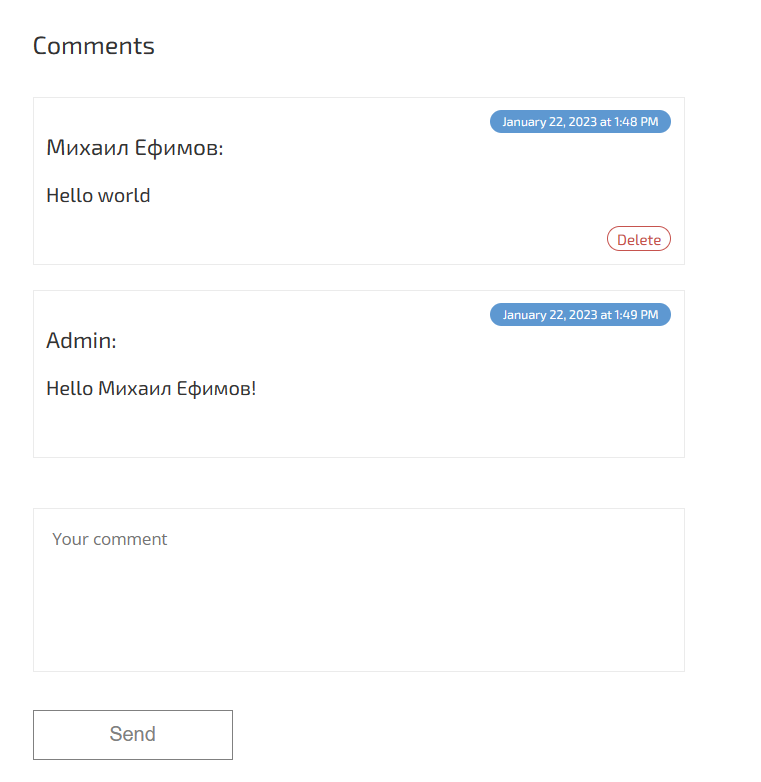 Comments
January 22, 2023 at 1:48 PM
Михаил Ефимов:
Hello world
Delete
January 22, 2023 at 1:49 PM
Admin:
Hello Михаил Ефимов!
Your comment
Send